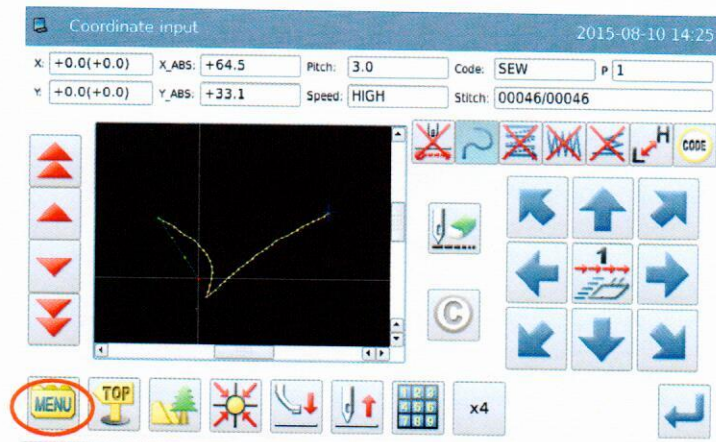 Coordinate input 2015-08-10 14:25
X: +0.0(+0.0) X_ABS: +64.5 Pitch: 3.0 Code: SEW P 1
Y: +0.0(+0.0) Y_ABS: +33.1 Speed: HIGH Stitch: 00046/00046
L H CODE
1
C
MENU TOP x4